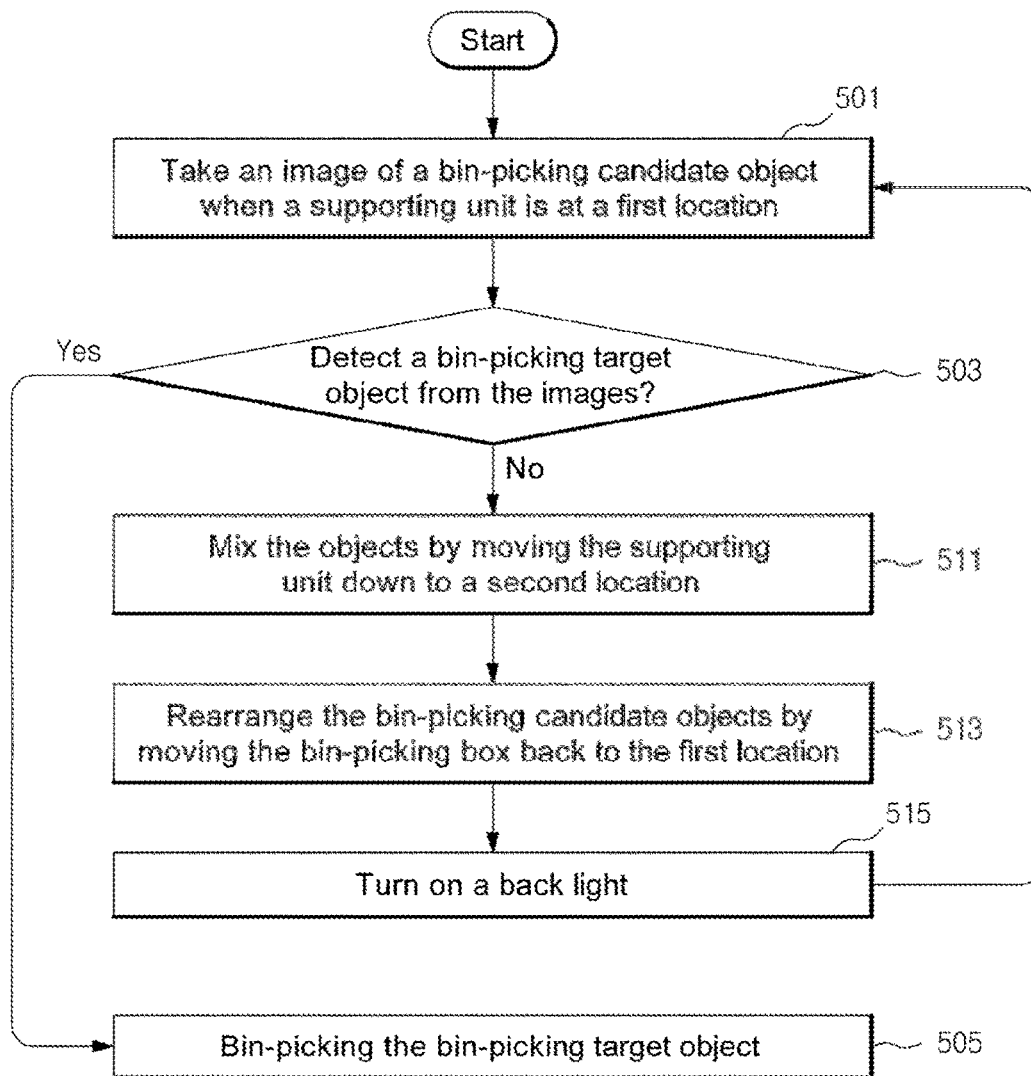 Start
501
Take an image of a bin-picking candidate object
when a supporting unit is at a first location
Yes
Detect a bin-picking target
object from the images?
503
No
Mix the objects by moving the supporting
unit down to a second location
511
Rearrange the bin-picking candidate objects by
moving the bin-picking box back to the first location
513
515
Turn on a back light
Bin-picking the bin-picking target object
505